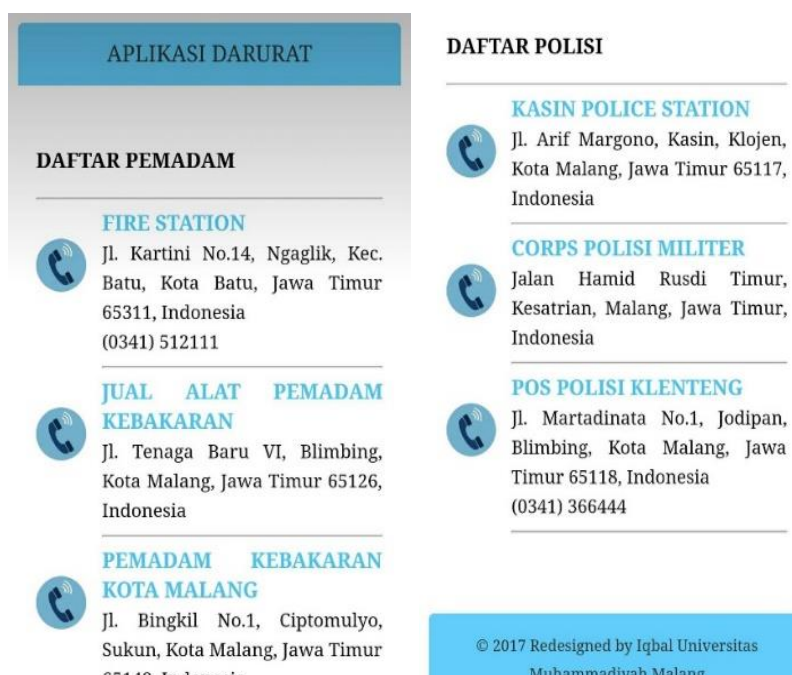 APLIKASI DARURAT
DAFTAR PEMADAM
FIRE STATION
Jl. Kartini No.14, Ngaglik, Kec.
Batu, Kota Batu, Jawa Timur
65311, Indonesia
(0341) 512111
JUAL ALAT PEMADAM
KEBAKARAN
Jl. Tenaga Baru VI, Blimbing,
Kota Malang, Jawa Timur 65126,
Indonesia
PEMADAM KEBAKARAN
KOTA MALANG
Jl. Bingkil No.1, Ciptomulyo,
Sukun, Kota Malang, Jawa Timur
DAFTAR POLISI
KASIN POLICE STATION
Jl. Arif Margono, Kasin, Klojen,
Kota Malang, Jawa Timur 65117,
Indonesia
CORPS POLISI MILITER
Jalan Hamid Rusdi Timur,
Kesatrian, Malang, Jawa Timur,
Indonesia
POS POLISI KLENTENG
Jl. Martadinata No.1, Jodipan,
Blimbing, Kota Malang, Jawa
Timur 65118, Indonesia
(0341) 366444
© 2017 Redesigned by Iqbal Universitas
Muhammadiyah Malang